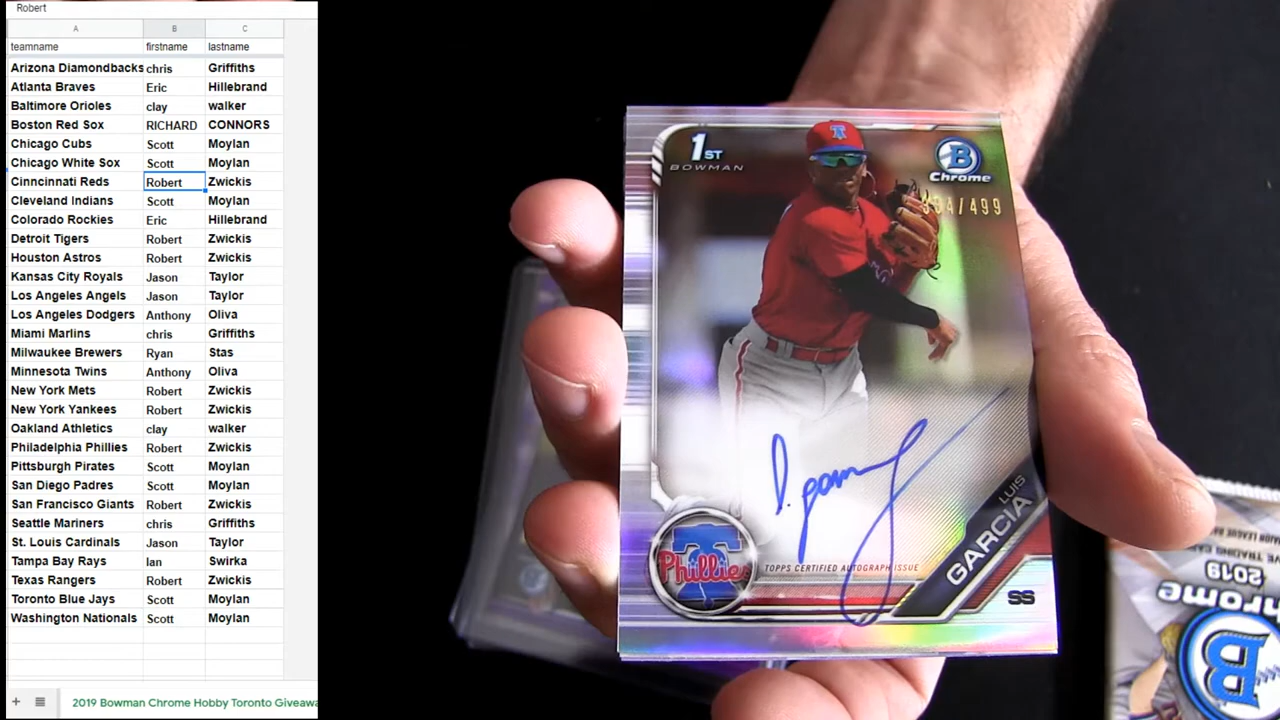 Robert
A B C
teamname firstname lastname
Arizona Diamondbacks chris Griffiths
Atlanta Braves Eric Hillebrand
Baltimore Orioles clay walker
Boston Red Sox RICHARD CONNORS
Chicago Cubs Scott Moylan
Chicago White Sox Scott Moylan
Cinncinnati Reds Robert Zwickis
Cleveland Indians Scott Moylan
Colorado Rockies Eric Hillebrand
Detroit Tigers Robert Zwickis
Houston Astros Robert Zwickis
Kansas City Royals Jason Taylor
Los Angeles Angels Jason Taylor
Los Angeles Dodgers Anthony Oliva
Miami Marlins chris Griffiths
Milwaukee Brewers Ryan Stas
Minnesota Twins Anthony Oliva
New York Mets Robert Zwickis
New York Yankees Robert Zwickis
Oakland Athletics clay walker
Philadelphia Phillies Robert Zwickis
Pittsburgh Pirates Scott Moylan
San Diego Padres Scott Moylan
San Francisco Giants Robert Zwickis
Seattle Mariners chris Griffiths
St. Louis Cardinals Jason Taylor
Tampa Bay Rays Ian Swirka
Texas Rangers Robert Zwickis
Toronto Blue Jays Scott Moylan
Washington Nationals Scott Moylan
2019 Bowman Chrome Hobby Toronto Giveawa
1ST
BOWMAN
B
Chrome
/499
Phillies
TOPPS CERTIFIED AUTOGRAPH ISSUE
LUIS
GARCIA
SS
TRADING
2019
Chrome
B